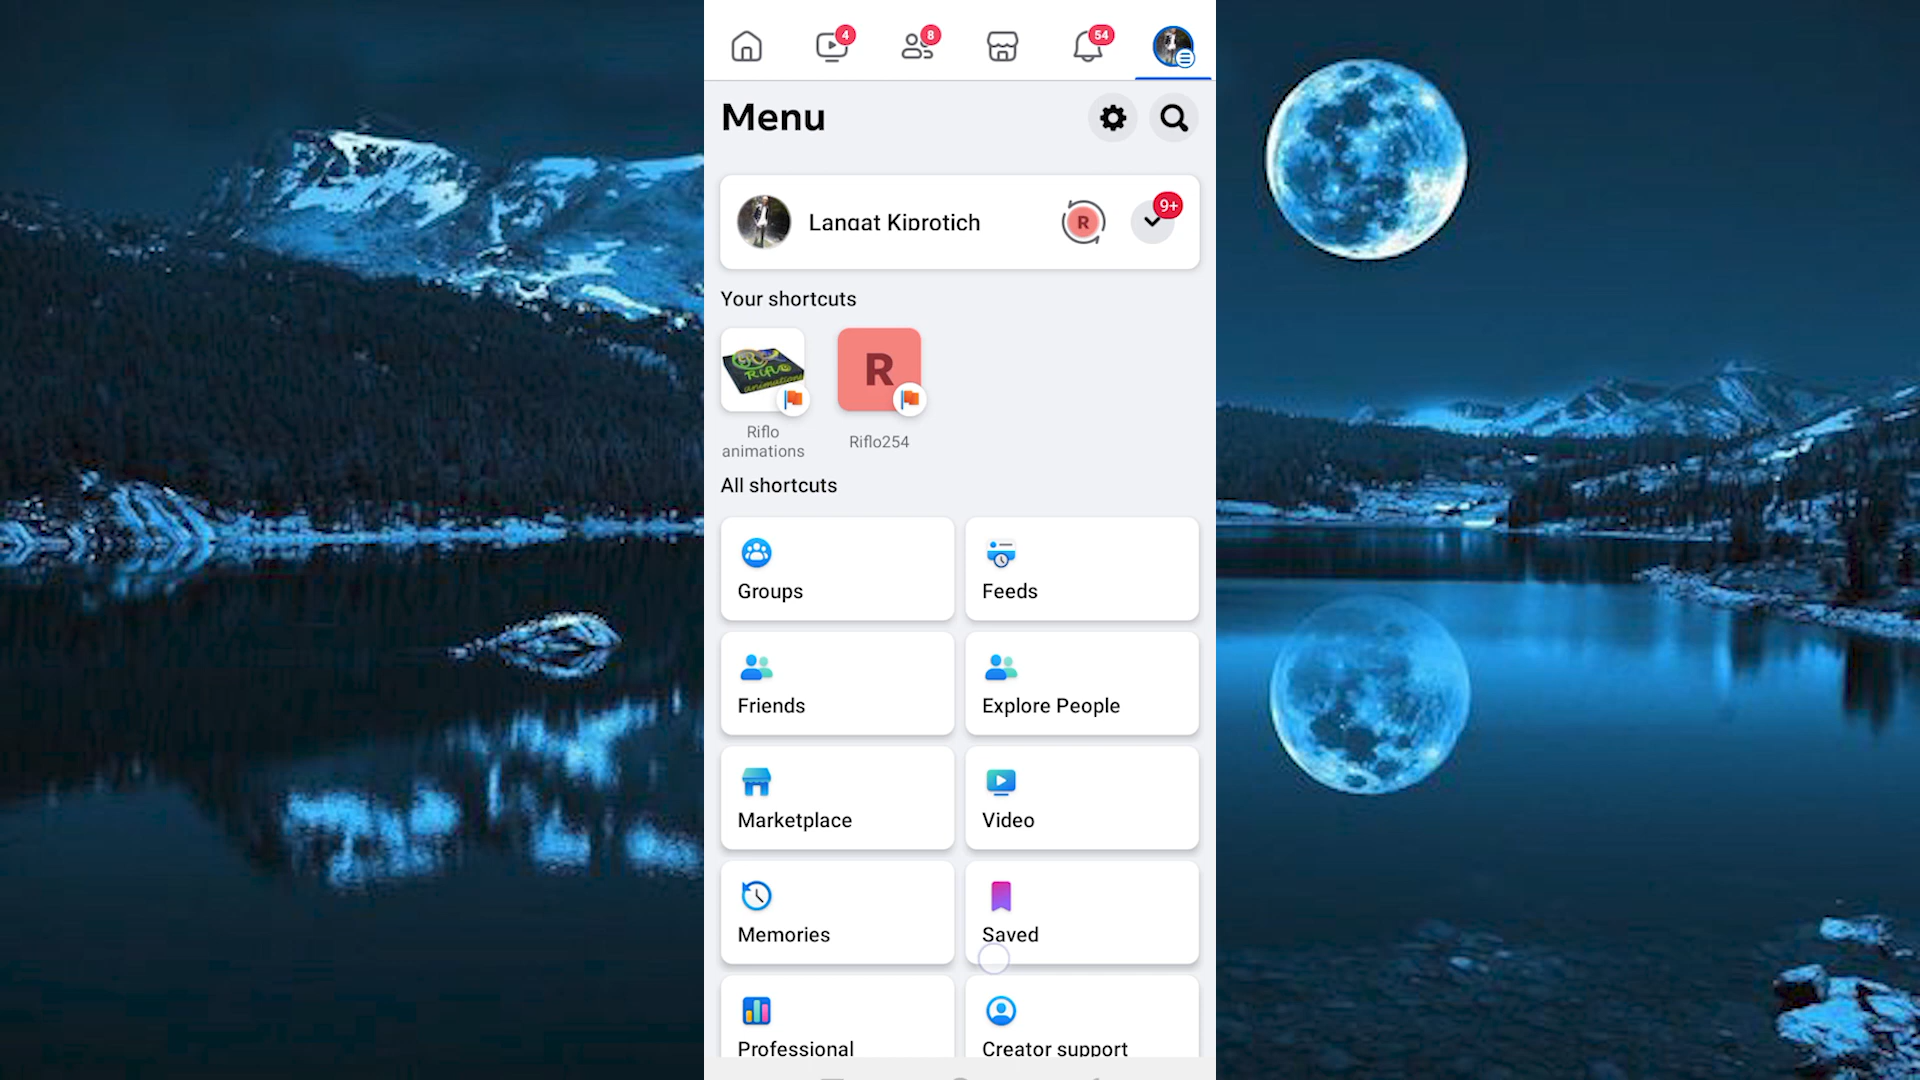 4
8
54
Menu
Langat Kiprotich
R
9+
Your shortcuts
R
Riflo
animations
Riflo254
All shortcuts
Groups
Feeds
Friends
Explore People
Marketplace
Video
Memories
Saved
Professional
Creator support